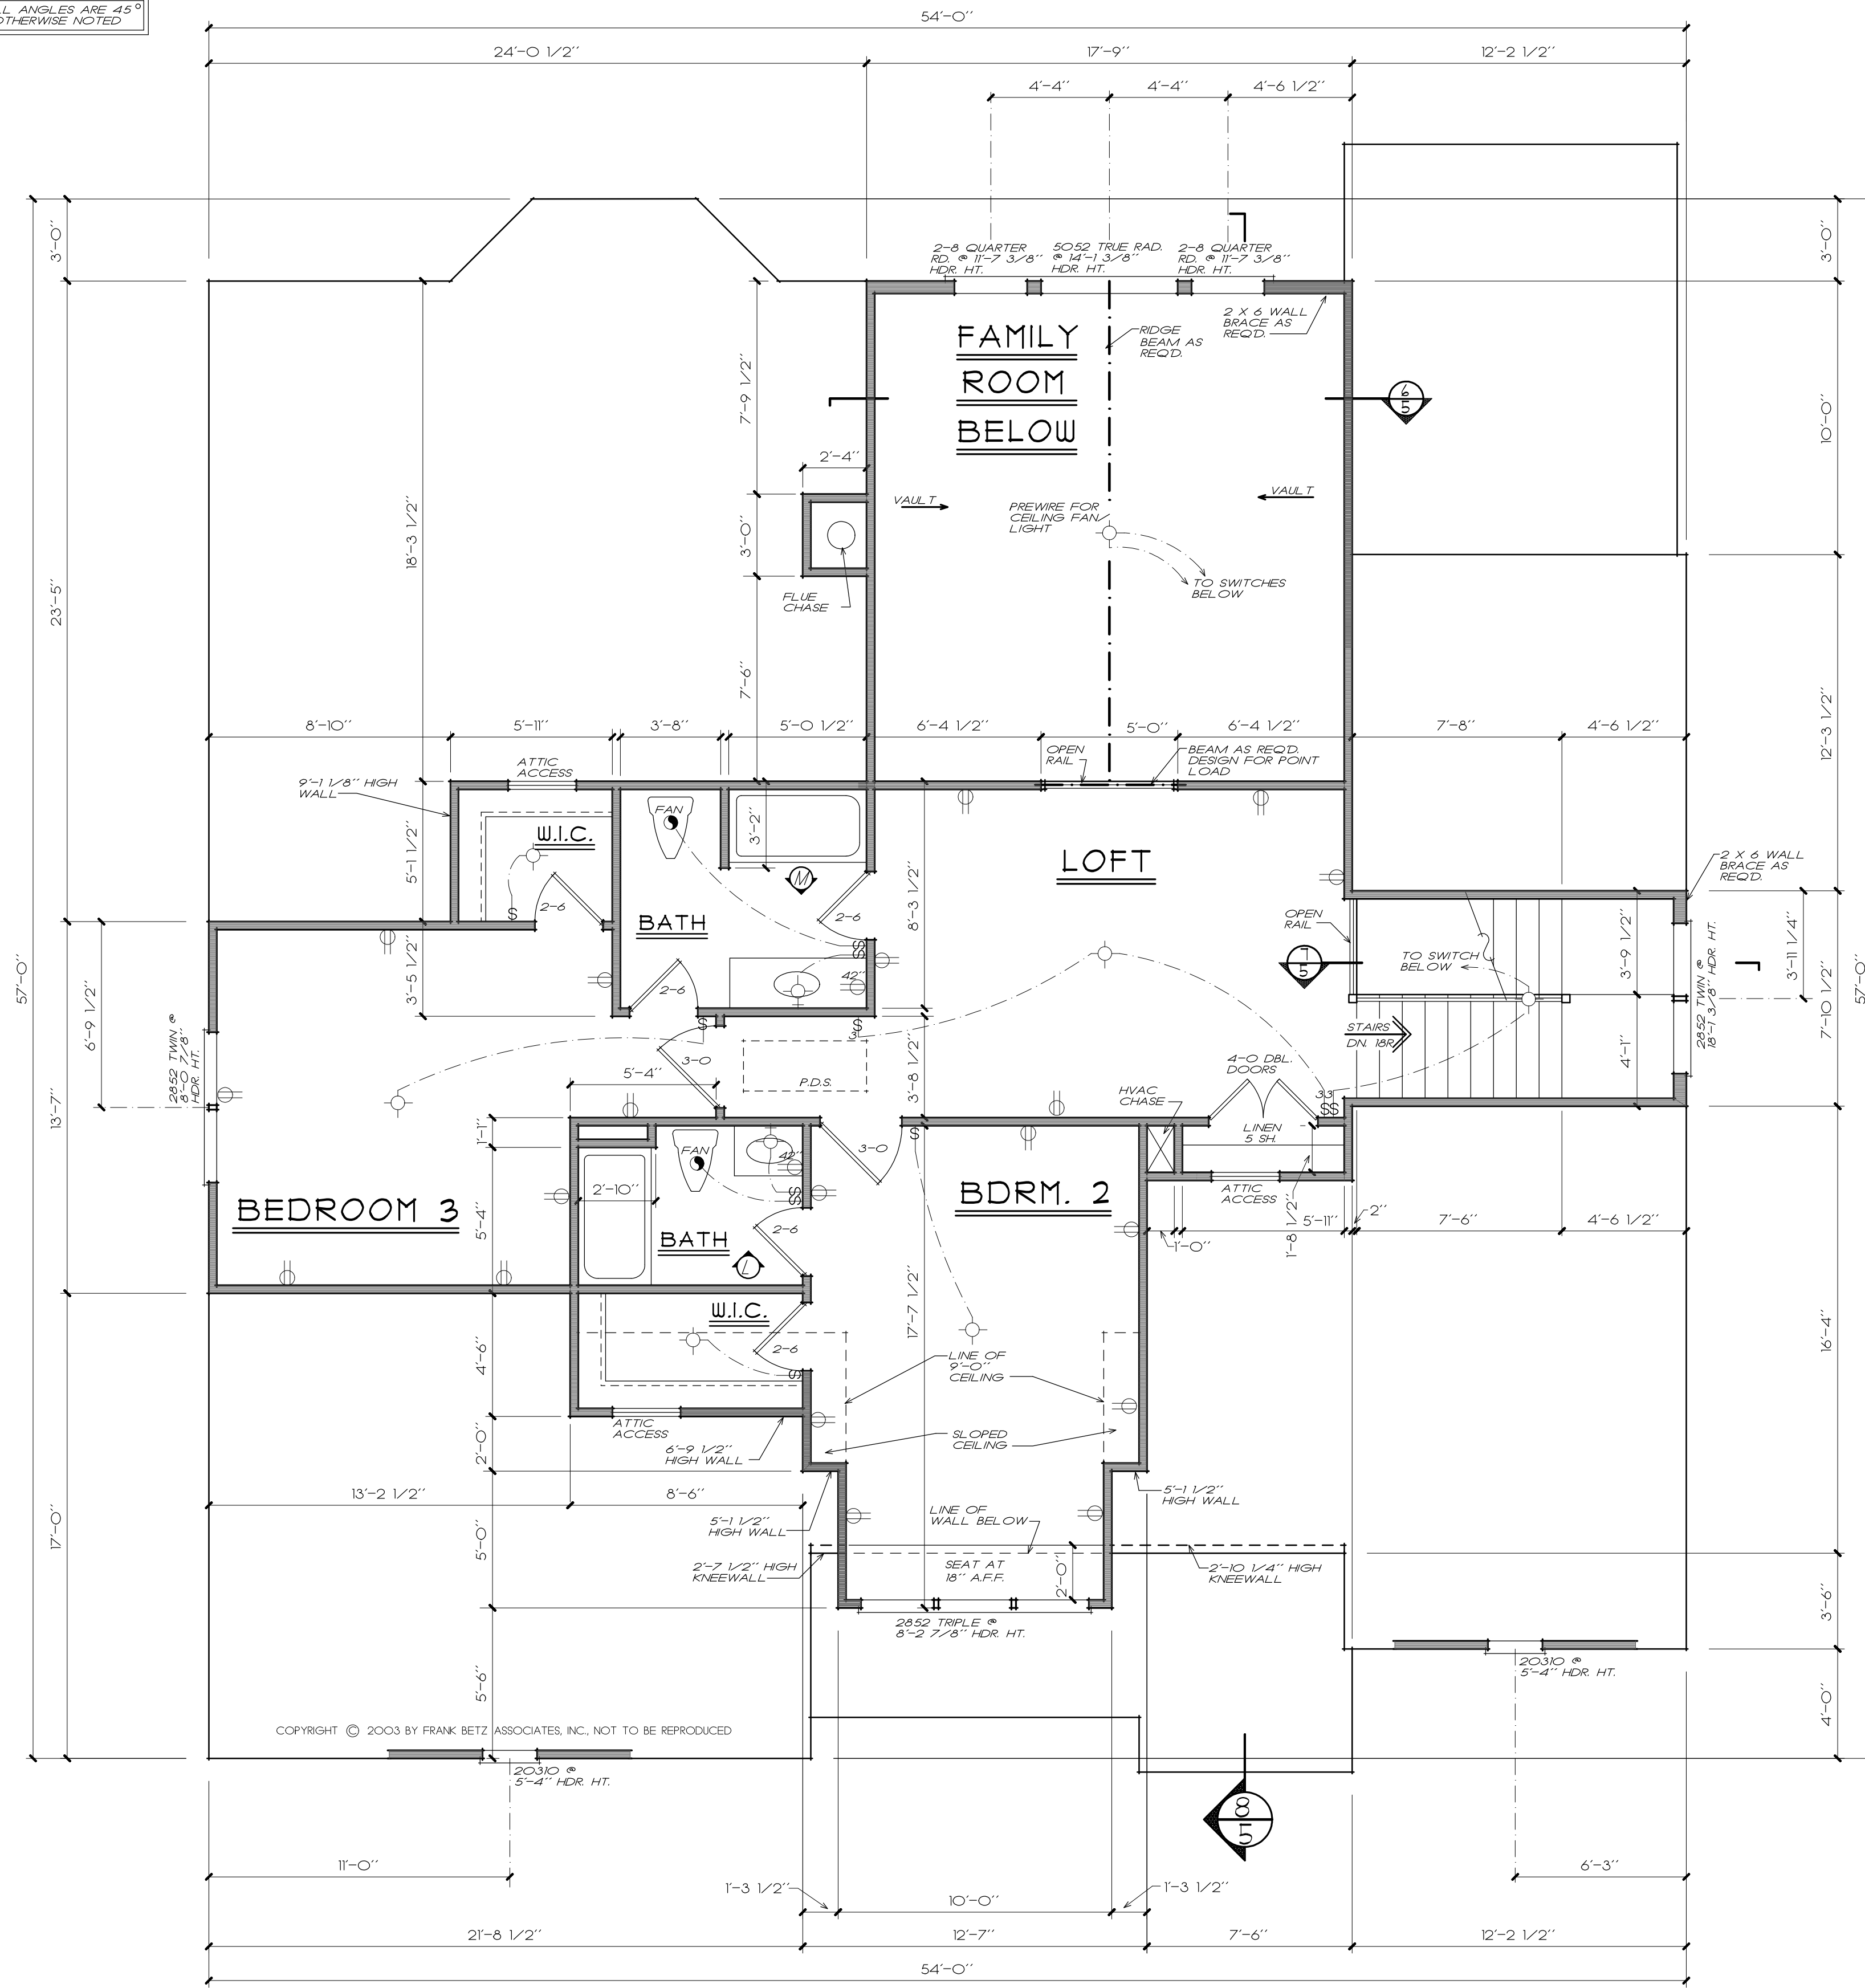 LL ANGLES ARE 45°
OTHERWISE NOTED
54'-0"
24'-0 1/2"
17'-9"
12'-2 1/2"
4'-4"
4'-4"
4'-6 1/2"
3'-0"
3'-0"
2-8 QUARTER
RD. @ 11'-7 3/8"
HDR. HT.
5052 TRUE RAD.
@ 14'-1 3/8"
HDR. HT.
2-8 QUARTER
RD. @ 11'-7 3/8"
HDR. HT.
2 X 6 WALL
BRACE AS
REQ'D.
RIDGE
BEAM AS
REQ'D.
FAMILY
ROOM
BELOW
6
5
7'-9 1/2"
10'-0"
2'-4"
VAULT
VAULT
PREWIRE FOR
CEILING FAN/
LIGHT
18'-3 1/2"
3'-0"
23'-5"
FLUE
CHASE
TO SWITCHES
BELOW
7'-6"
12'-3 1/2"
8'-10"
5'-11"
3'-8"
5'-0 1/2"
6'-4 1/2"
5'-0"
6'-4 1/2"
7'-8"
4'-6 1/2"
ATTIC
ACCESS
OPEN
RAIL
BEAM AS REQ'D.
DESIGN FOR POINT
LOAD
9'-1 1/8" HIGH
WALL
FAN
3'-2"
W.I.C.
LOFT
5'-1 1/2"
M
2 X 6 WALL
BRACE AS
REQ'D.
S
2-6
2-6
8'-3 1/2"
BATH
OPEN
RAIL
TO SWITCH
BELOW
3'-9 1/2"
3'-11 1/4"
SS
7
5
42"
2-6
3'-5 1/2"
57'-0"
57'-0"
6'-9 1/2"
7'-10 1/2"
2852 TWIN @
18'-1 3/8" HDR. HT.
2852 TWIN @
8'-0 7/8"
HDR. HT.
S
S
3
STAIRS
DN. 18R
4'-1"
3-0
P.D.S.
3'-8 1/2"
4-0 DBL.
DOORS
5'-4"
HVAC
CHASE
33
SS
13'-7"
1'-1"
LINEN
5 SH.
FAN
42"
3-0
S
SS
2'-10"
BEDROOM 3
BDRM. 2
ATTIC
ACCESS
1'-8 1/2"
5'-11"
2"
7'-6"
4'-6 1/2"
5'-4"
2-6
BATH
L
1'-0"
W.I.C.
17'-7 1/2"
4'-6"
2-6
S
LINE OF
9'-0"
CEILING
16'-4"
ATTIC
ACCESS
SLOPED
CEILING
2'-0"
6'-9 1/2"
HIGH WALL
13'-2 1/2"
8'-6"
5'-1 1/2"
HIGH WALL
5'-1 1/2"
HIGH WALL
LINE OF
WALL BELOW
17'-0"
5'-0"
2'-7 1/2" HIGH
KNEEWALL
SEAT AT
18" A.F.F.
2'-0"
2'-10 1/4" HIGH
KNEEWALL
2852 TRIPLE @
8'-2 7/8" HDR. HT.
3'-6"
20310 @
5'-4" HDR. HT.
5'-6"
4'-0"
COPYRIGHT © 2003 BY FRANK BETZ ASSOCIATES, INC., NOT TO BE REPRODUCED
20310 @
5'-4" HDR. HT.
8
5
11'-0"
6'-3"
1'-3 1/2"
10'-0"
1'-3 1/2"
21'-8 1/2"
12'-7"
7'-6"
12'-2 1/2"
54'-0"